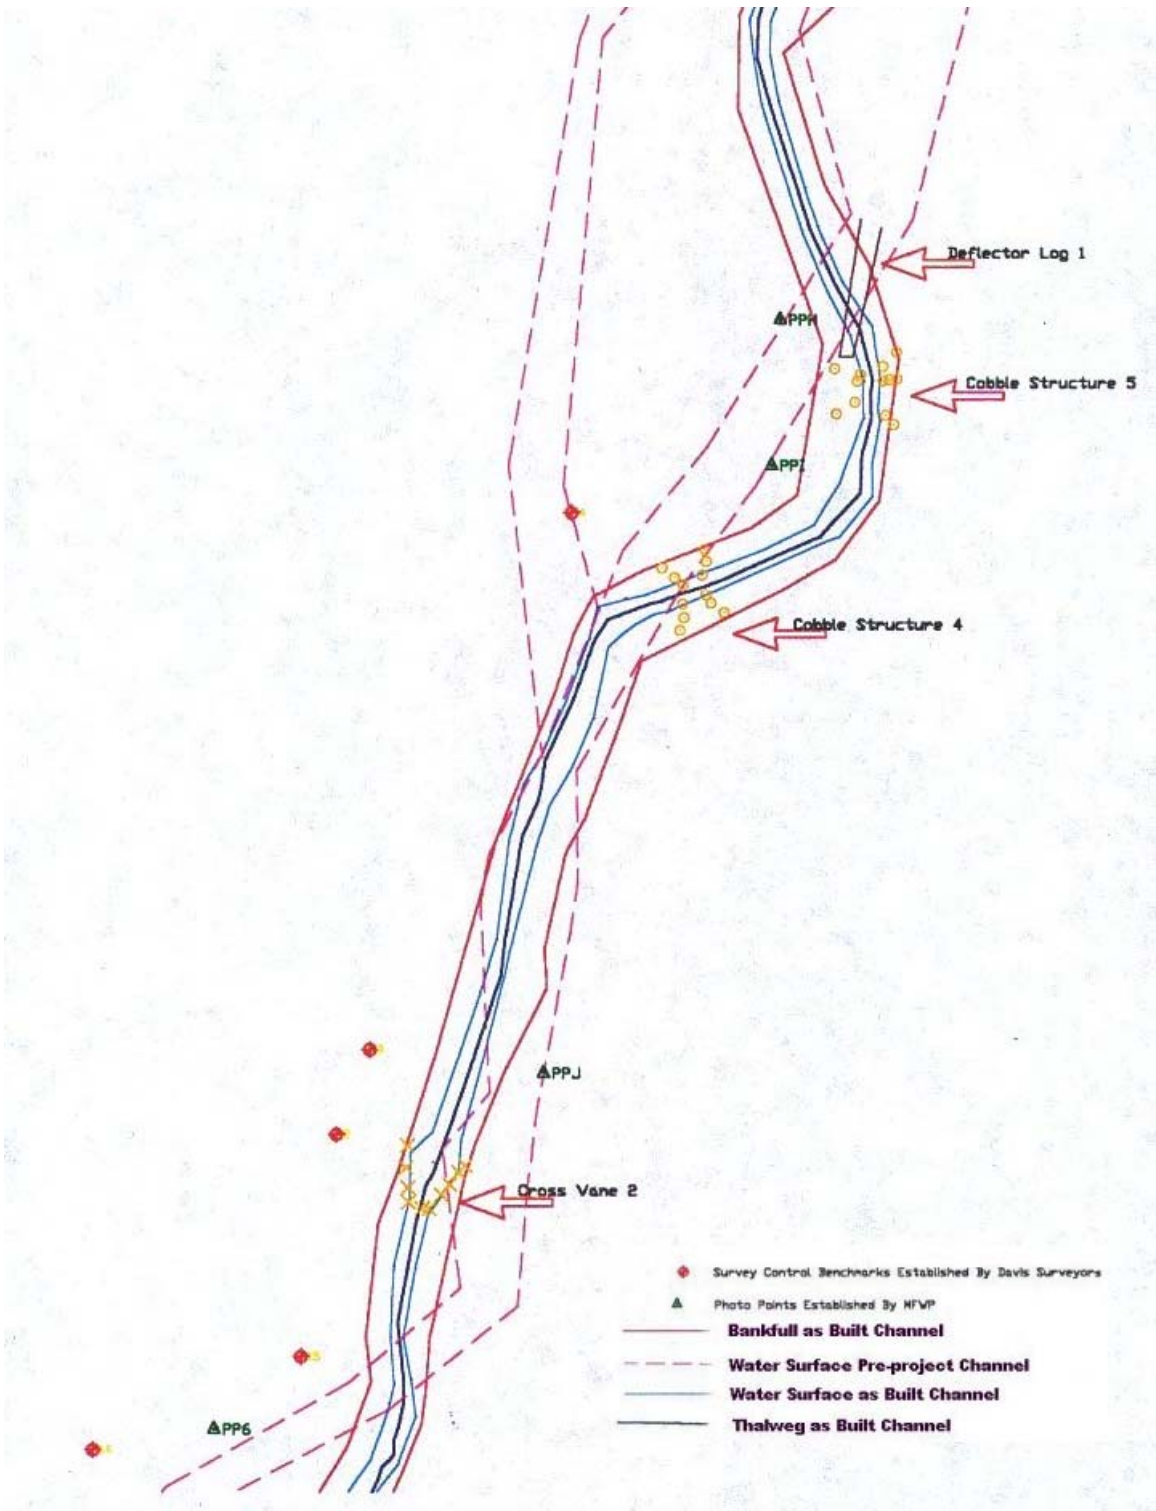 Deflector Log 1
PPH
Cobble Structure 5
PPI
Cobble Structure 4
PPJ
Cross Vane 2
Survey Control Benchmarks Established By Davis Surveyors
Photo Points Established By MFWP
Bankfull as Built Channel
Water Surface Pre-project Channel
Water Surface as Built Channel
PP6
Thalweg as Built Channel